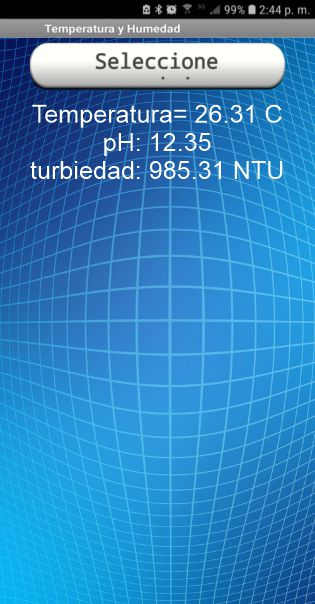 99% 2:44 p. m.
Temperatura y Humedad
Seleccione
Temperatura= 26.31 C
pH: 12.35
turbiedad: 985.31 NTU